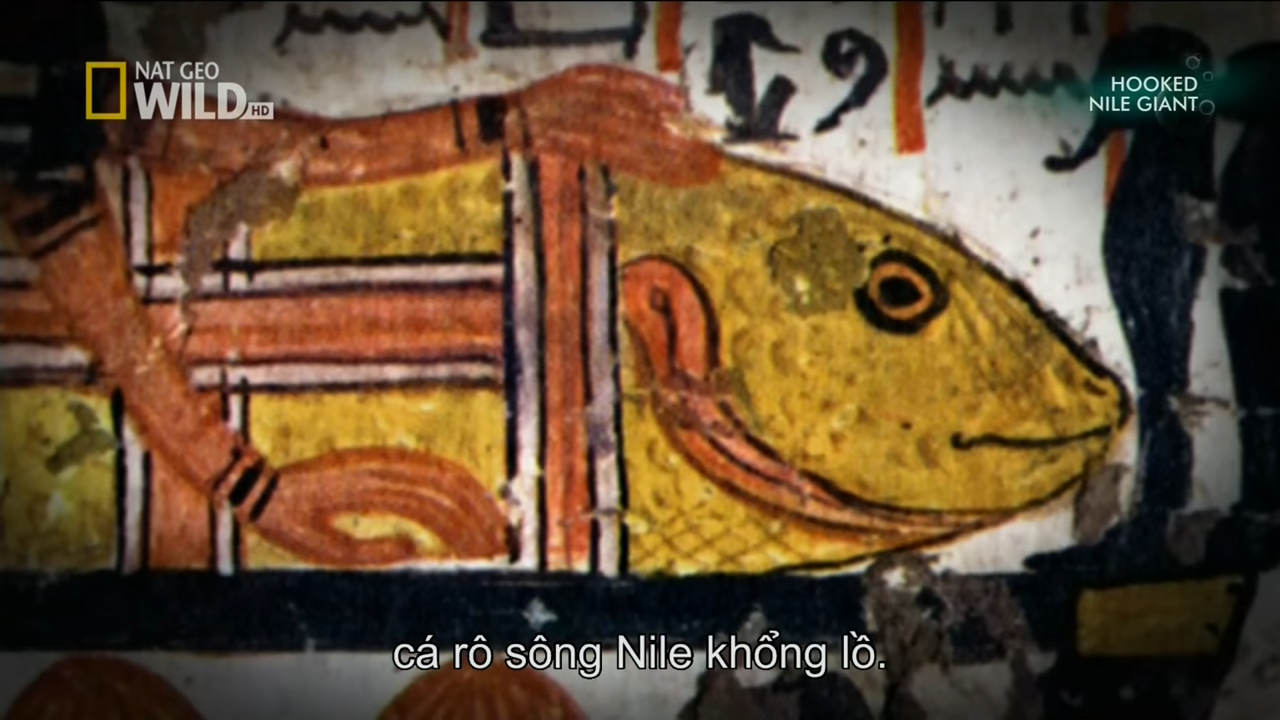 NAT GEO
WILD HD
HOOKED
NILE GIANT
cá rô sông Nile khổng lồ.